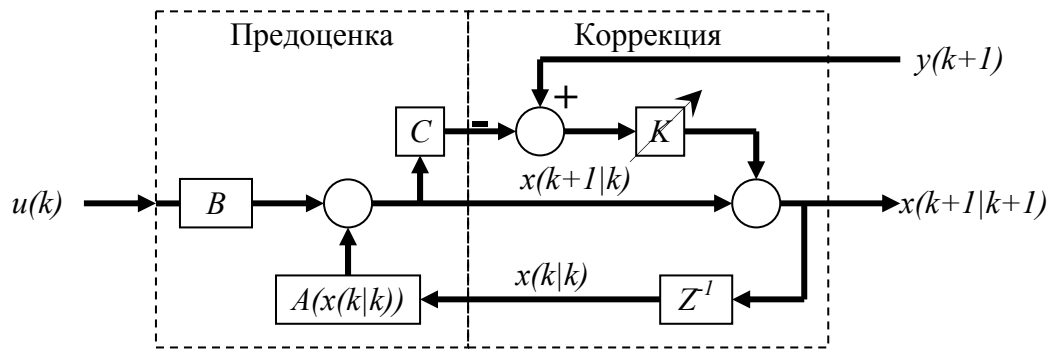 Предоценка Коррекция
y(k+1)
+
C - K
x(k+1|k)
u(k) B x(k+1|k+1)
x(k|k)
A(x(k|k)) Z⁻¹